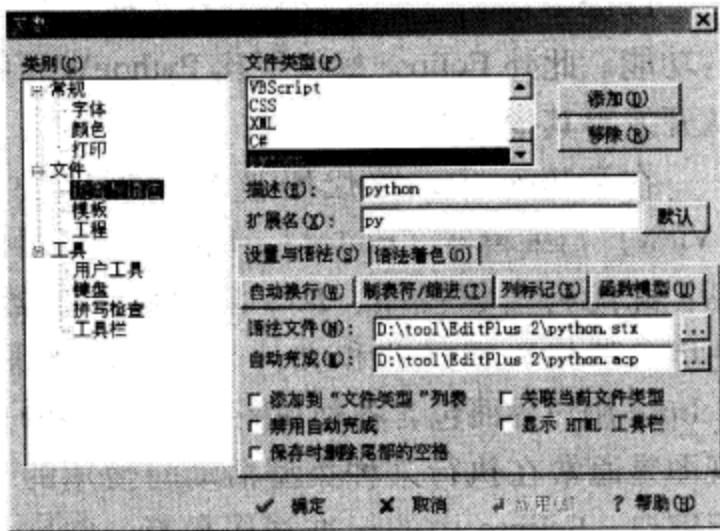 类别(C)
常规
字体
颜色
打印
文件
模板
工程
工具
用户工具
键盘
拼写检查
工具栏
文件类型(F)
VBScript
CSS
XML
C#
python
添加(D)
移除(R)
描述(E): python
扩展名(X): py
默认
设置与语法(S) 语法着色(O)
自动换行(W) 制表符/缩进(T) 列标记(K) 函数模型(U)
语法文件(N): D:\tool\EditPlus 2\python.stx ...
自动完成(M): D:\tool\EditPlus 2\python.acp ...
添加到“文件类型”列表 关联当前文件类型
禁用自动完成 显示 HTML 工具栏
保存时删除尾部的空格
确定 取消 应用(A) ? 帮助(H)